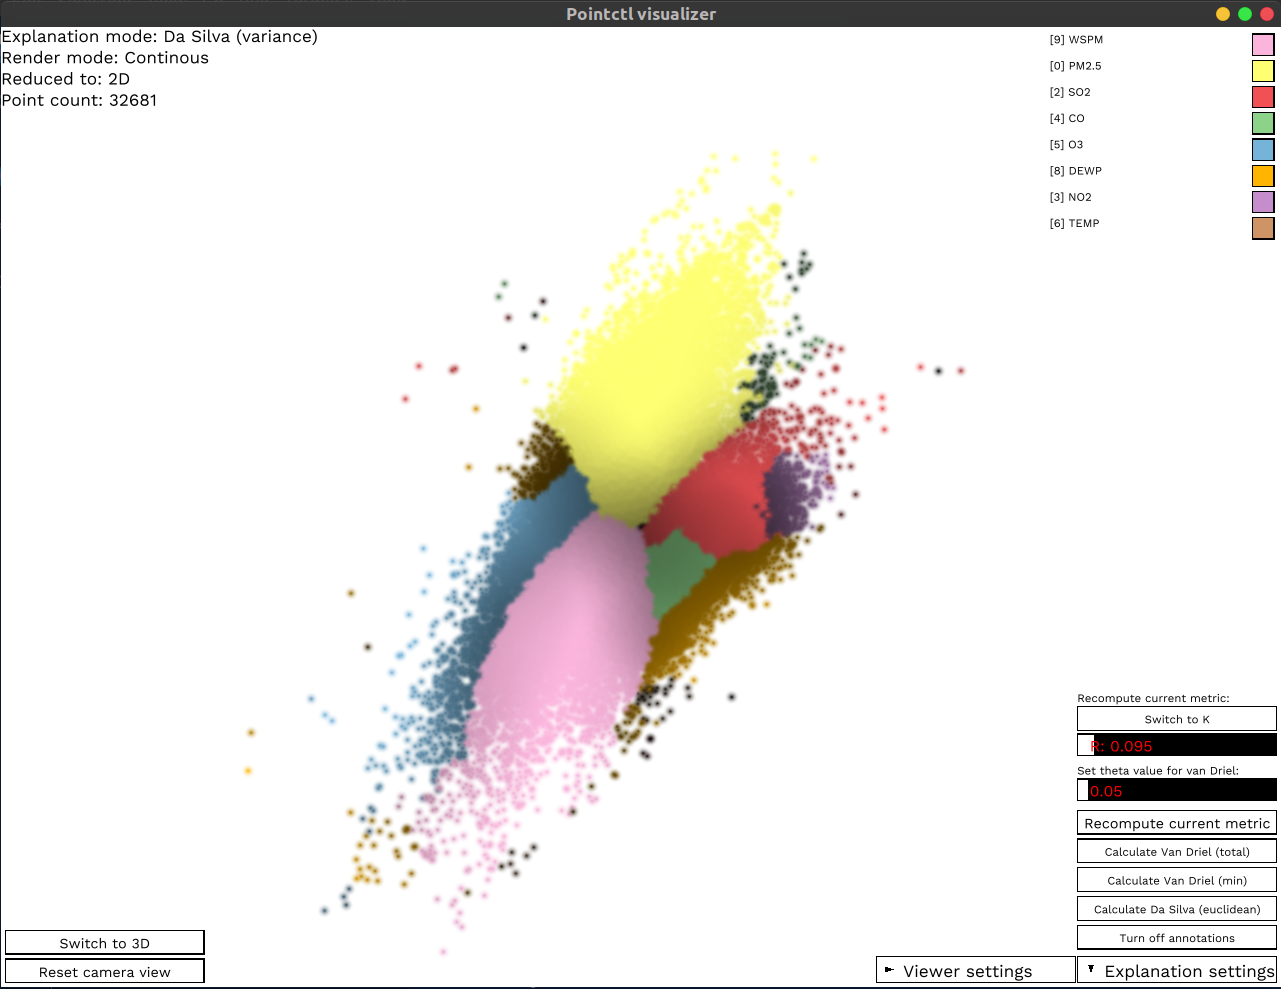 Pointctl visualizer
Explanation mode: Da Silva (variance)
Render mode: Continous
Reduced to: 2D
Point count: 32681
[9] WSPM
[0] PM2.5
[2] SO2
[4] CO
[5] O3
[8] DEWP
[3] NO2
[6] TEMP
Recompute current metric:
Switch to K
R: 0.095
Set theta value for van Driel:
0.05
Recompute current metric
Calculate Van Driel (total)
Calculate Van Driel (min)
Calculate Da Silva (euclidean)
Turn off annotations
Switch to 3D
Reset camera view
Viewer settings
Explanation settings